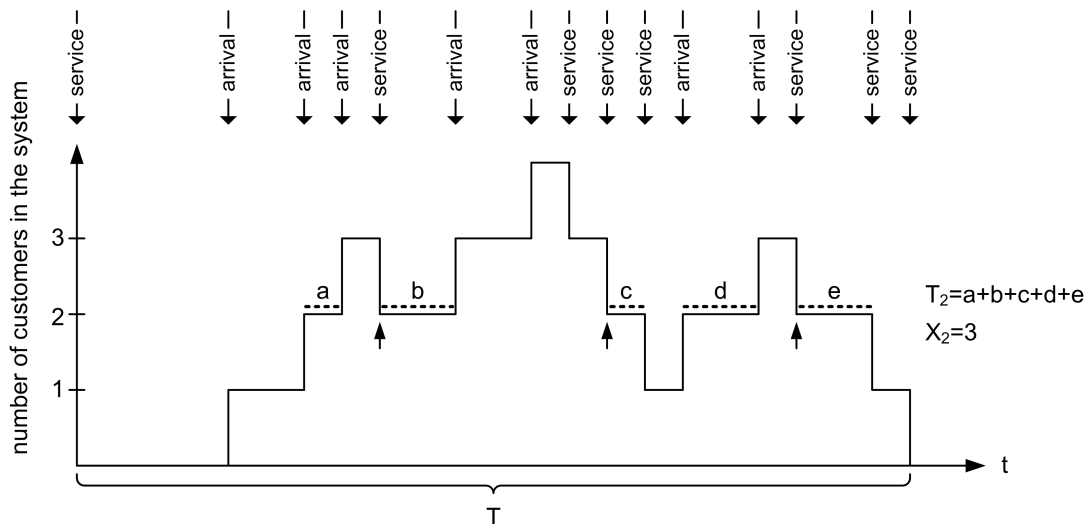 service
arrival
arrival
arrival
service
arrival
arrival
service
service
service
arrival
arrival
service
service
service
number of customers in the system
3
2
1
a
b
c
d
e
T₂=a+b+c+d+e
X₂=3
t
T